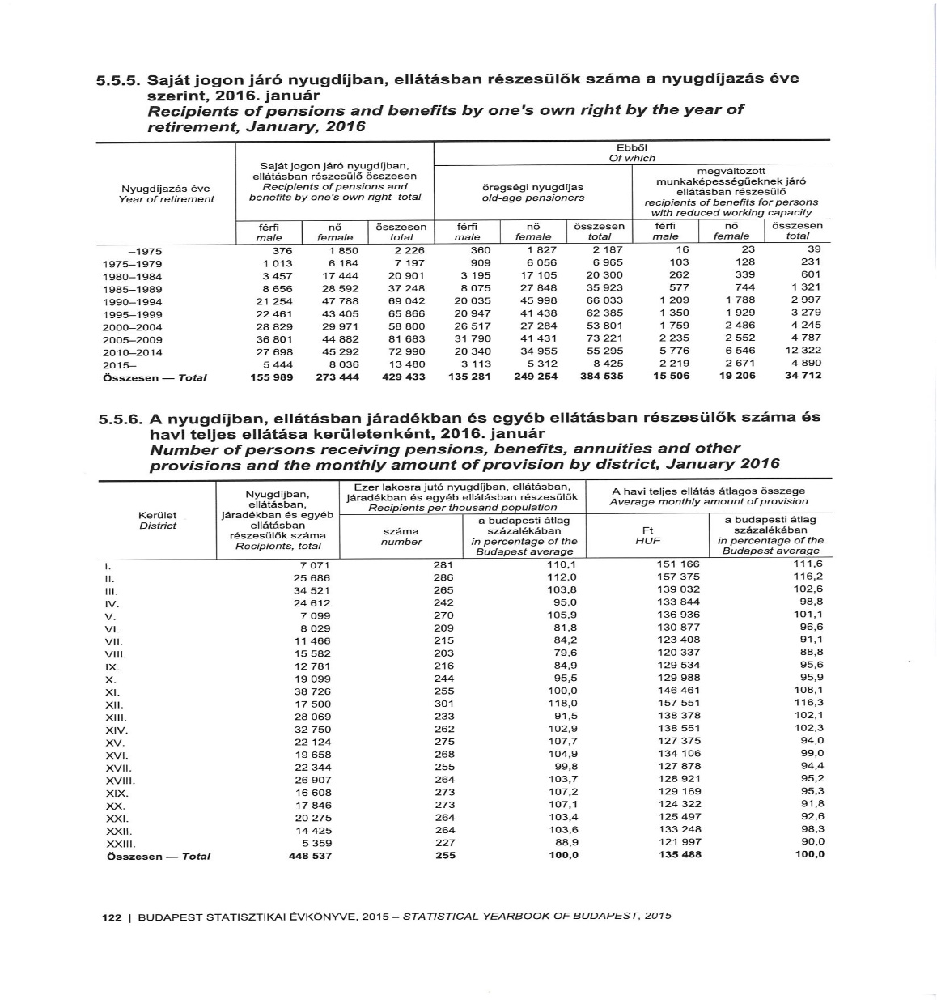 5.5.5. Saját jogon járó nyugdíjban, ellátásban részesülők száma a nyugdíjazás éve
szerint, 2016. január
Recipients of pensions and benefits by one's own right by the year of
retirement, January, 2016
Nyugdíjazás éve
Year of retirement
Saját jogon járó nyugdíjban,
ellátásban részesülő összesen
Recipients of pensions and
benefits by one's own right total
Ebből
Of which
öregségi nyugdíjas
old-age pensioners
megváltozott
munkaképességűeknek járó
ellátásban részesülő
recipients of benefits for persons
with reduced working capacity
férfi nő összesen férfi nő összesen férfi nő összesen
male female total male female total male female total
–1975 376 1 850 2 226 360 1 827 2 187 16 23 39
1975–1979 1 013 6 184 7 197 909 6 056 6 965 103 128 231
1980–1984 3 457 17 444 20 901 3 195 17 105 20 300 262 339 601
1985–1989 8 656 28 592 37 248 8 075 27 848 35 923 577 744 1 321
1990–1994 21 254 47 788 69 042 20 035 45 998 66 033 1 209 1 788 2 997
1995–1999 22 461 43 405 65 866 20 947 41 438 62 385 1 350 1 929 3 279
2000–2004 28 829 29 971 58 800 26 517 27 284 53 801 1 759 2 486 4 245
2005–2009 36 801 44 882 81 683 31 790 41 431 73 221 2 235 2 552 4 787
2010–2014 27 698 45 292 72 990 20 340 34 955 55 295 5 776 6 546 12 322
2015– 5 444 8 036 13 480 3 113 5 312 8 425 2 219 2 671 4 890
Összesen — Total 155 989 273 444 429 433 135 281 249 254 384 535 15 506 19 206 34 712
5.5.6. A nyugdíjban, ellátásban járadékban és egyéb ellátásban részesülők száma és
havi teljes ellátása kerületenként, 2016. január
Number of persons receiving pensions, benefits, annuities and other
provisions and the monthly amount of provision by district, January 2016
Kerület
District
Nyugdíjban,
ellátásban,
járadékban és egyéb
ellátásban
részesülők száma
Recipients, total
Ezer lakosra jutó nyugdíjban, ellátásban,
járadékban és egyéb ellátásban részesülők
Recipients per thousand population
száma
number
a budapesti átlag
százalékában
in percentage of the
Budapest average
A havi teljes ellátás átlagos összege
Average monthly amount of provision
Ft
HUF
a budapesti átlag
százalékában
in percentage of the
Budapest average
I. 7 071 281 110,1 151 166 111,6
II. 25 686 286 112,0 157 375 116,2
III. 34 521 265 103,8 139 032 102,6
IV. 24 612 242 95,0 133 844 98,8
V. 7 099 270 105,9 136 936 101,1
VI. 8 029 209 81,8 130 877 96,6
VII. 11 466 215 84,2 123 408 91,1
VIII. 15 582 203 79,6 120 337 88,8
IX. 12 781 216 84,9 129 534 95,6
X. 19 099 244 95,5 129 988 95,9
XI. 38 726 255 100,0 146 461 108,1
XII. 17 500 301 118,0 157 551 116,3
XIII. 28 069 233 91,5 138 378 102,1
XIV. 32 750 262 102,9 138 551 102,3
XV. 22 124 275 107,7 127 375 94,0
XVI. 19 658 268 104,9 134 106 99,0
XVII. 22 344 255 99,8 127 878 94,4
XVIII. 26 907 264 103,7 128 921 95,2
XIX. 16 608 273 107,2 129 169 95,3
XX. 17 846 273 107,1 124 322 91,8
XXI. 20 275 264 103,4 125 497 92,6
XXII. 14 425 264 103,6 133 248 98,3
XXIII. 5 359 227 88,9 121 997 90,0
Összesen — Total 448 537 255 100,0 135 488 100,0
122 | BUDAPEST STATISZTIKAI ÉVKÖNYVE, 2015 – STATISTICAL YEARBOOK OF BUDAPEST, 2015